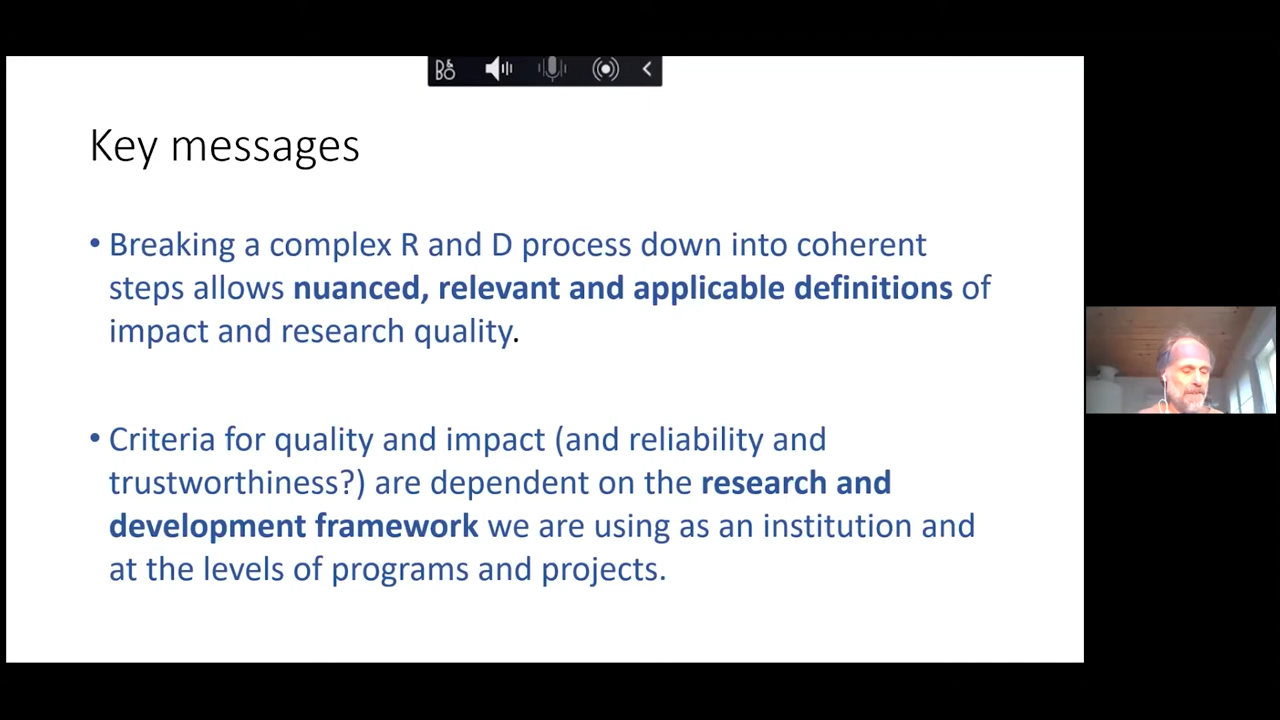 Key messages
• Breaking a complex R and D process down into coherent
steps allows nuanced, relevant and applicable definitions of
impact and research quality.
• Criteria for quality and impact (and reliability and
trustworthiness?) are dependent on the research and
development framework we are using as an institution and
at the levels of programs and projects.